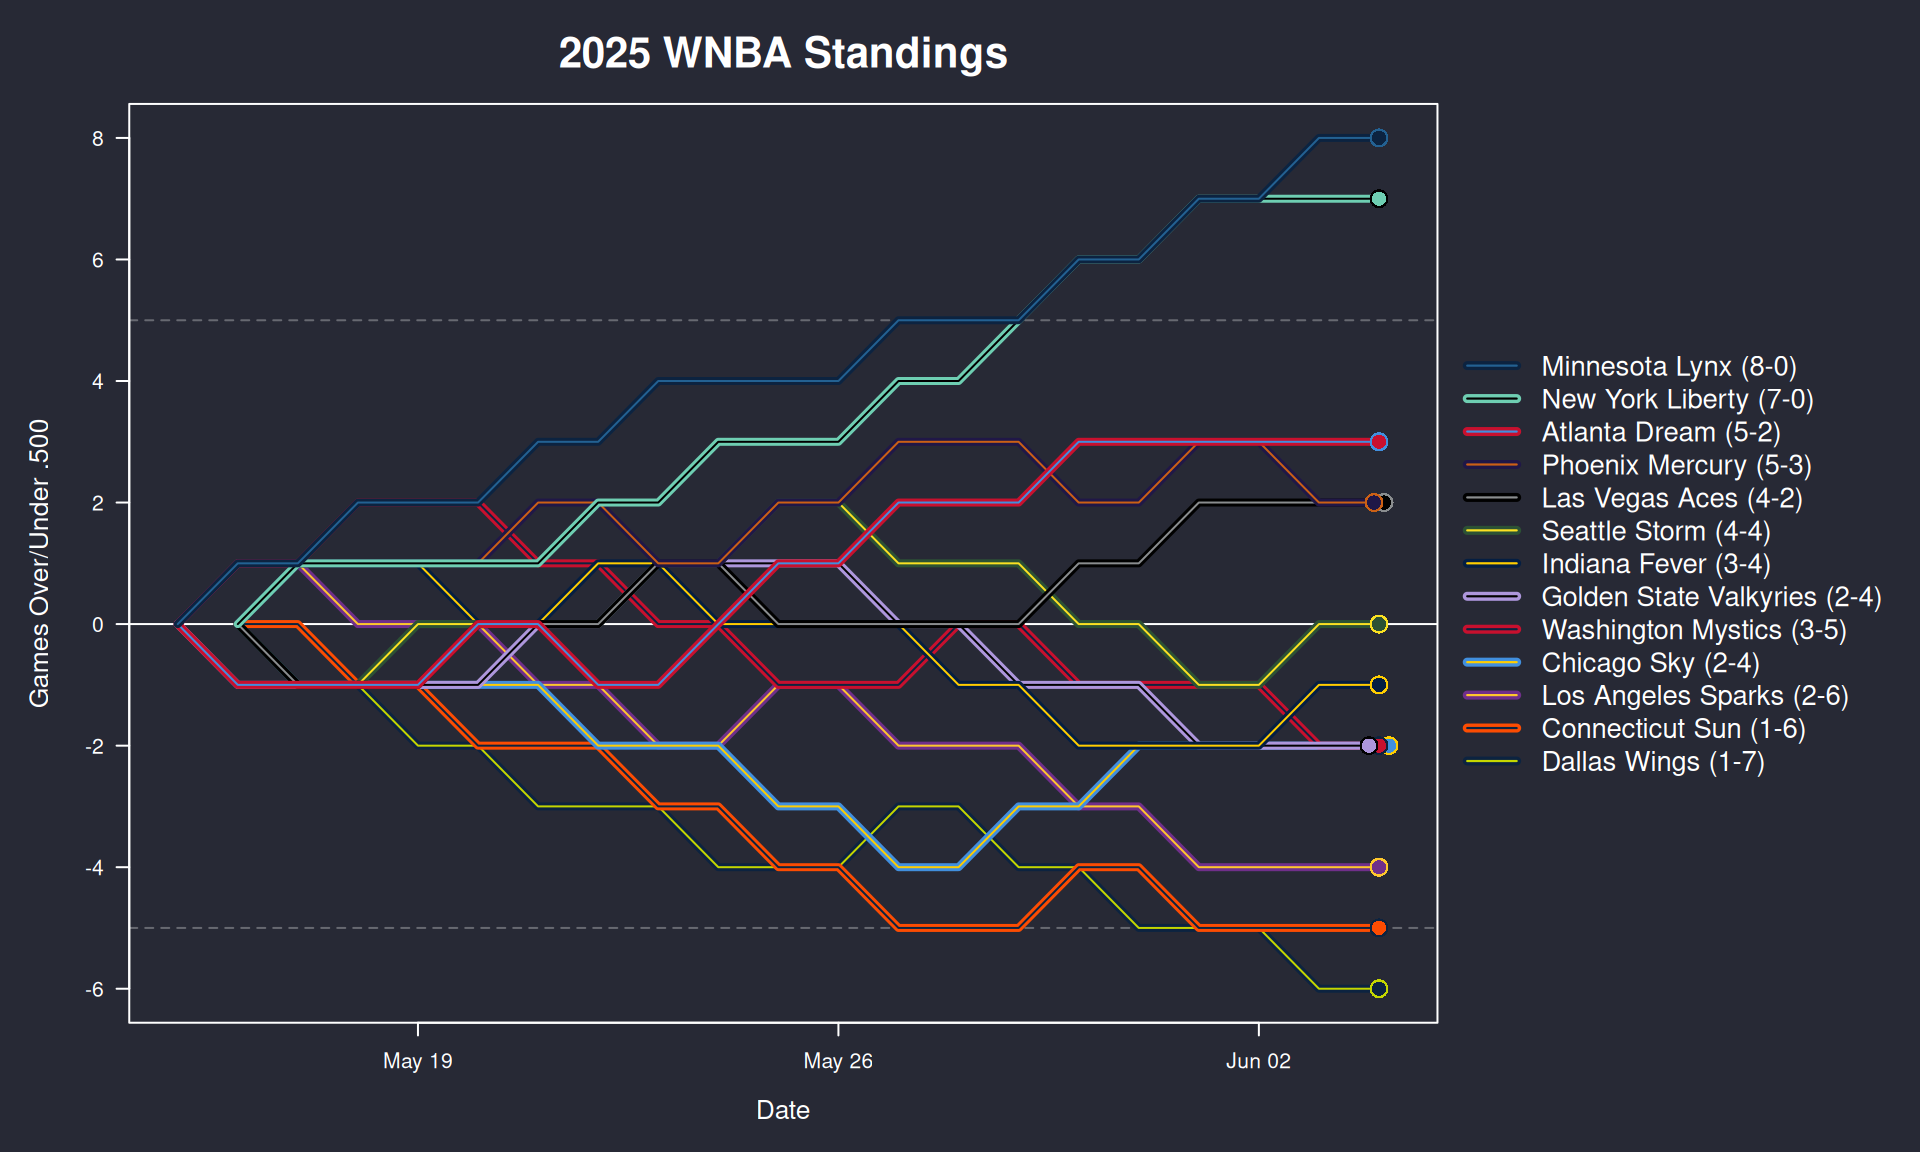 2025 WNBA Standings
Games Over/Under .500
8
6
4
2
0
-2
-4
-6
May 19
May 26
Jun 02
Date
Minnesota Lynx (8-0)
New York Liberty (7-0)
Atlanta Dream (5-2)
Phoenix Mercury (5-3)
Las Vegas Aces (4-2)
Seattle Storm (4-4)
Indiana Fever (3-4)
Golden State Valkyries (2-4)
Washington Mystics (3-5)
Chicago Sky (2-4)
Los Angeles Sparks (2-6)
Connecticut Sun (1-6)
Dallas Wings (1-7)